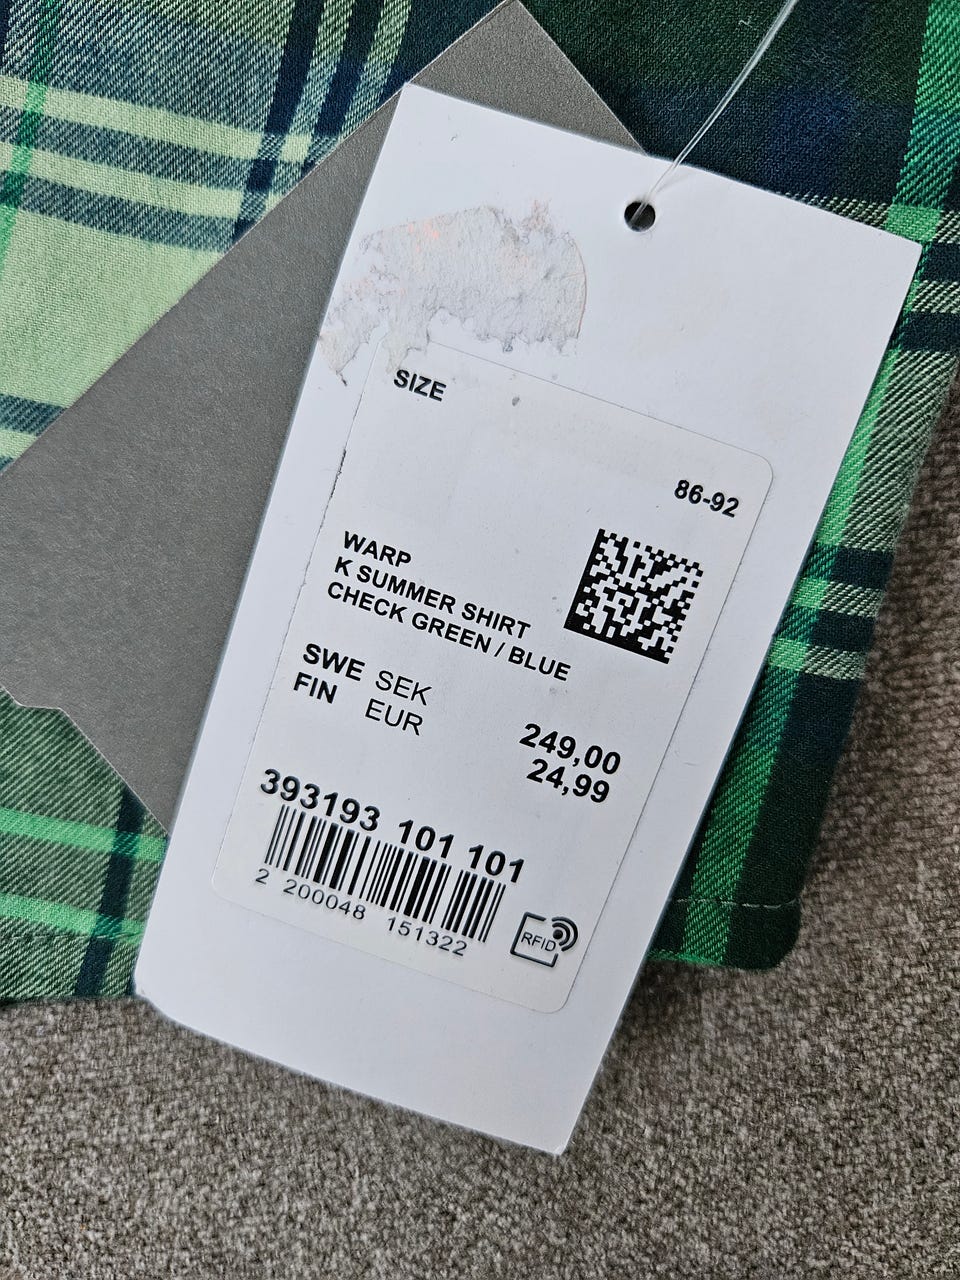 SIZE
86-92
WARP
K SUMMER SHIRT
CHECK GREEN / BLUE
SWE SEK 249,00
FIN EUR 24,99
393193 101 101
2 200048 151322
RFID